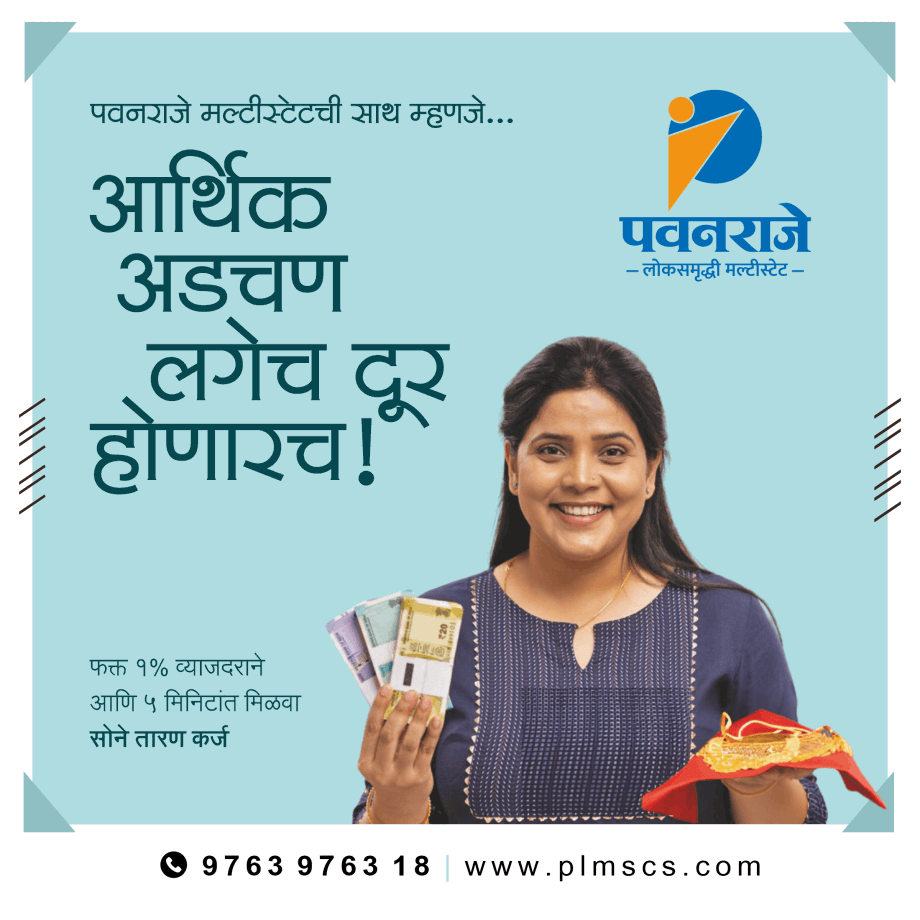 पवनराजे मल्टीस्टेटची साथ म्हणजे...
आर्थिक
अडचण
लगेच दूर
होणारच!
पवनराजे
– लोकसमृद्धी मल्टीस्टेट –
₹20
फक्त १% व्याजदराने
आणि ५ मिनिटांत मिळवा
सोने तारण कर्ज
9763 9763 18 | www.plmscs.com